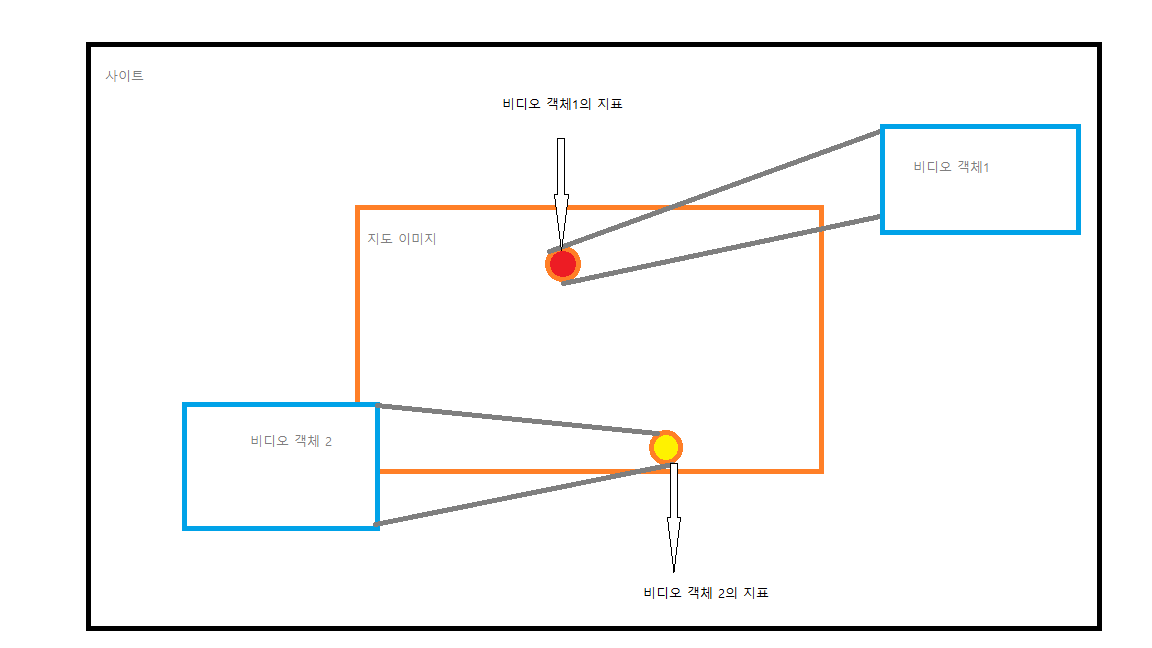 사이트
비디오 객체1의 지표
비디오 객체1
지도 이미지
비디오 객체 2
비디오 객체 2의 지표